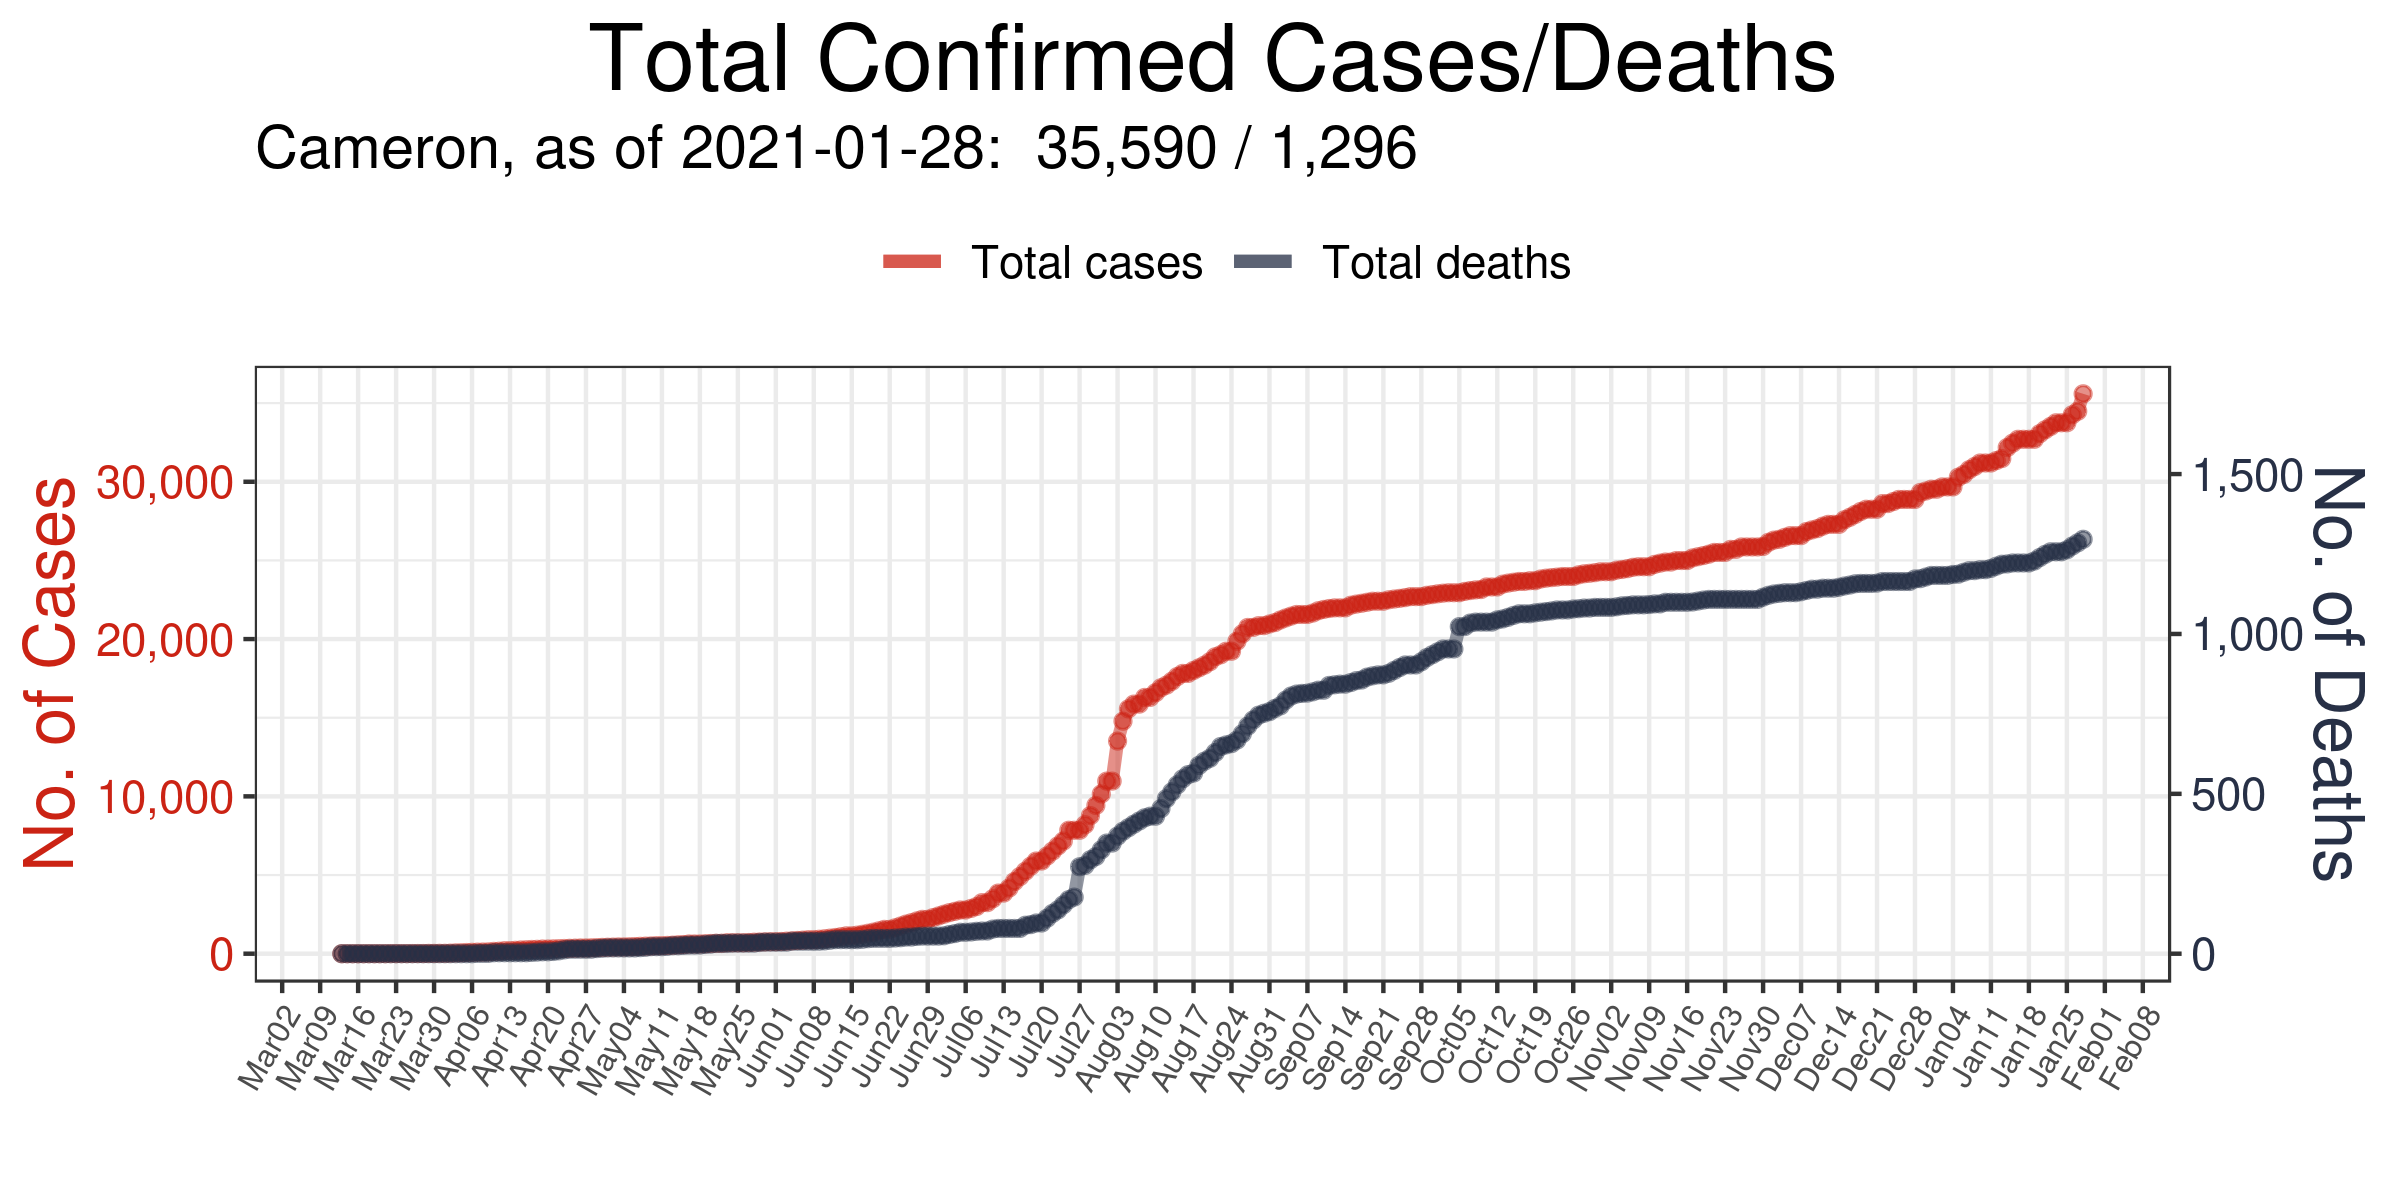 Total Confirmed Cases/Deaths
Cameron, as of 2021-01-28:  35,590 / 1,296
Total cases
Total deaths
No. of Cases
30,000
20,000
10,000
0
1,500
1,000
500
0
No. of Deaths
Mar02
Mar09
Mar16
Mar23
Mar30
Apr06
Apr13
Apr20
Apr27
May04
May11
May18
May25
Jun01
Jun08
Jun15
Jun22
Jun29
Jul06
Jul13
Jul20
Jul27
Aug03
Aug10
Aug17
Aug24
Aug31
Sep07
Sep14
Sep21
Sep28
Oct05
Oct12
Oct19
Oct26
Nov02
Nov09
Nov16
Nov23
Nov30
Dec07
Dec14
Dec21
Dec28
Jan04
Jan11
Jan18
Jan25
Feb01
Feb08